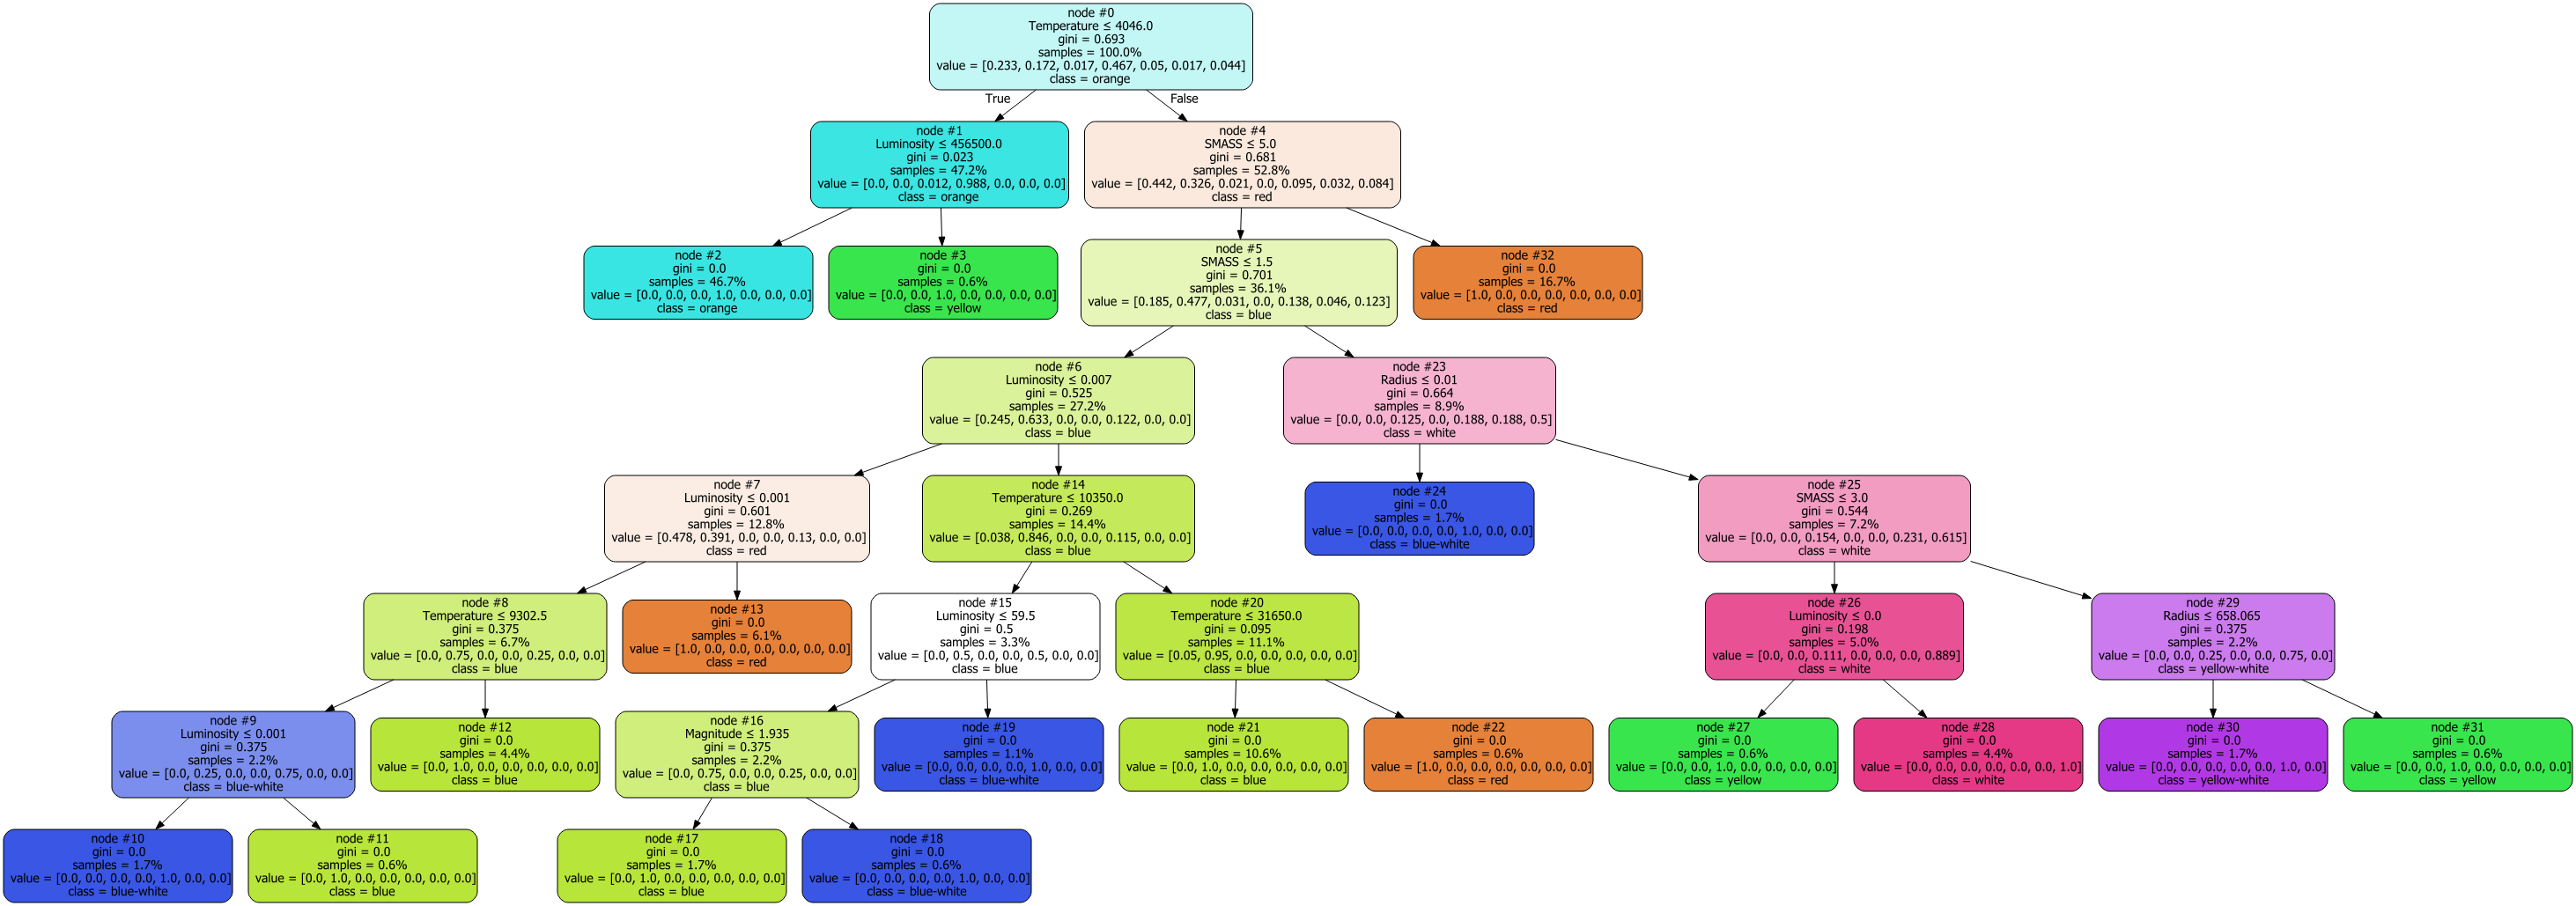 node #0
Temperature ≤ 4046.0
gini = 0.693
samples = 100.0%
value = [0.233, 0.172, 0.017, 0.467, 0.05, 0.017, 0.044]
class = orange
True
False
node #1
Luminosity ≤ 456500.0
gini = 0.023
samples = 47.2%
value = [0.0, 0.0, 0.012, 0.988, 0.0, 0.0, 0.0]
class = orange
node #4
SMASS ≤ 5.0
gini = 0.681
samples = 52.8%
value = [0.442, 0.326, 0.021, 0.0, 0.095, 0.032, 0.084]
class = red
node #2
gini = 0.0
samples = 46.7%
value = [0.0, 0.0, 0.0, 1.0, 0.0, 0.0, 0.0]
class = orange
node #3
gini = 0.0
samples = 0.6%
value = [0.0, 0.0, 1.0, 0.0, 0.0, 0.0, 0.0]
class = yellow
node #5
SMASS ≤ 1.5
gini = 0.701
samples = 36.1%
value = [0.185, 0.477, 0.031, 0.0, 0.138, 0.046, 0.123]
class = blue
node #32
gini = 0.0
samples = 16.7%
value = [1.0, 0.0, 0.0, 0.0, 0.0, 0.0, 0.0]
class = red
node #6
Luminosity ≤ 0.007
gini = 0.525
samples = 27.2%
value = [0.245, 0.633, 0.0, 0.0, 0.122, 0.0, 0.0]
class = blue
node #23
Radius ≤ 0.01
gini = 0.664
samples = 8.9%
value = [0.0, 0.0, 0.125, 0.0, 0.188, 0.188, 0.5]
class = white
node #7
Luminosity ≤ 0.001
gini = 0.601
samples = 12.8%
value = [0.478, 0.391, 0.0, 0.0, 0.13, 0.0, 0.0]
class = red
node #14
Temperature ≤ 10350.0
gini = 0.269
samples = 14.4%
value = [0.038, 0.846, 0.0, 0.0, 0.115, 0.0, 0.0]
class = blue
node #24
gini = 0.0
samples = 1.7%
value = [0.0, 0.0, 0.0, 0.0, 1.0, 0.0, 0.0]
class = blue-white
node #25
SMASS ≤ 3.0
gini = 0.544
samples = 7.2%
value = [0.0, 0.0, 0.154, 0.0, 0.0, 0.231, 0.615]
class = white
node #8
Temperature ≤ 9302.5
gini = 0.375
samples = 6.7%
value = [0.0, 0.75, 0.0, 0.0, 0.25, 0.0, 0.0]
class = blue
node #13
gini = 0.0
samples = 6.1%
value = [1.0, 0.0, 0.0, 0.0, 0.0, 0.0, 0.0]
class = red
node #15
Luminosity ≤ 59.5
gini = 0.5
samples = 3.3%
value = [0.0, 0.5, 0.0, 0.0, 0.5, 0.0, 0.0]
class = blue
node #20
Temperature ≤ 31650.0
gini = 0.095
samples = 11.1%
value = [0.05, 0.95, 0.0, 0.0, 0.0, 0.0, 0.0]
class = blue
node #26
Luminosity ≤ 0.0
gini = 0.198
samples = 5.0%
value = [0.0, 0.0, 0.111, 0.0, 0.0, 0.0, 0.889]
class = white
node #29
Radius ≤ 658.065
gini = 0.375
samples = 2.2%
value = [0.0, 0.0, 0.25, 0.0, 0.0, 0.75, 0.0]
class = yellow-white
node #9
Luminosity ≤ 0.001
gini = 0.375
samples = 2.2%
value = [0.0, 0.25, 0.0, 0.0, 0.75, 0.0, 0.0]
class = blue-white
node #12
gini = 0.0
samples = 4.4%
value = [0.0, 1.0, 0.0, 0.0, 0.0, 0.0, 0.0]
class = blue
node #16
Magnitude ≤ 1.935
gini = 0.375
samples = 2.2%
value = [0.0, 0.75, 0.0, 0.0, 0.25, 0.0, 0.0]
class = blue
node #19
gini = 0.0
samples = 1.1%
value = [0.0, 0.0, 0.0, 0.0, 1.0, 0.0, 0.0]
class = blue-white
node #21
gini = 0.0
samples = 10.6%
value = [0.0, 1.0, 0.0, 0.0, 0.0, 0.0, 0.0]
class = blue
node #22
gini = 0.0
samples = 0.6%
value = [1.0, 0.0, 0.0, 0.0, 0.0, 0.0, 0.0]
class = red
node #27
gini = 0.0
samples = 0.6%
value = [0.0, 0.0, 1.0, 0.0, 0.0, 0.0, 0.0]
class = yellow
node #28
gini = 0.0
samples = 4.4%
value = [0.0, 0.0, 0.0, 0.0, 0.0, 0.0, 1.0]
class = white
node #30
gini = 0.0
samples = 1.7%
value = [0.0, 0.0, 0.0, 0.0, 0.0, 1.0, 0.0]
class = yellow-white
node #31
gini = 0.0
samples = 0.6%
value = [0.0, 0.0, 1.0, 0.0, 0.0, 0.0, 0.0]
class = yellow
node #10
gini = 0.0
samples = 1.7%
value = [0.0, 0.0, 0.0, 0.0, 1.0, 0.0, 0.0]
class = blue-white
node #11
gini = 0.0
samples = 0.6%
value = [0.0, 1.0, 0.0, 0.0, 0.0, 0.0, 0.0]
class = blue
node #17
gini = 0.0
samples = 1.7%
value = [0.0, 1.0, 0.0, 0.0, 0.0, 0.0, 0.0]
class = blue
node #18
gini = 0.0
samples = 0.6%
value = [0.0, 0.0, 0.0, 0.0, 1.0, 0.0, 0.0]
class = blue-white